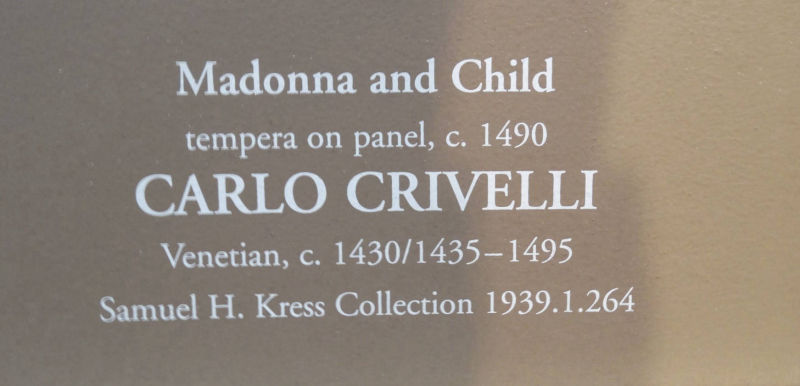 Madonna and Child
tempera on panel, c. 1490
CARLO CRIVELLI
Venetian, c. 1430/1435–1495
Samuel H. Kress Collection 1939.1.264